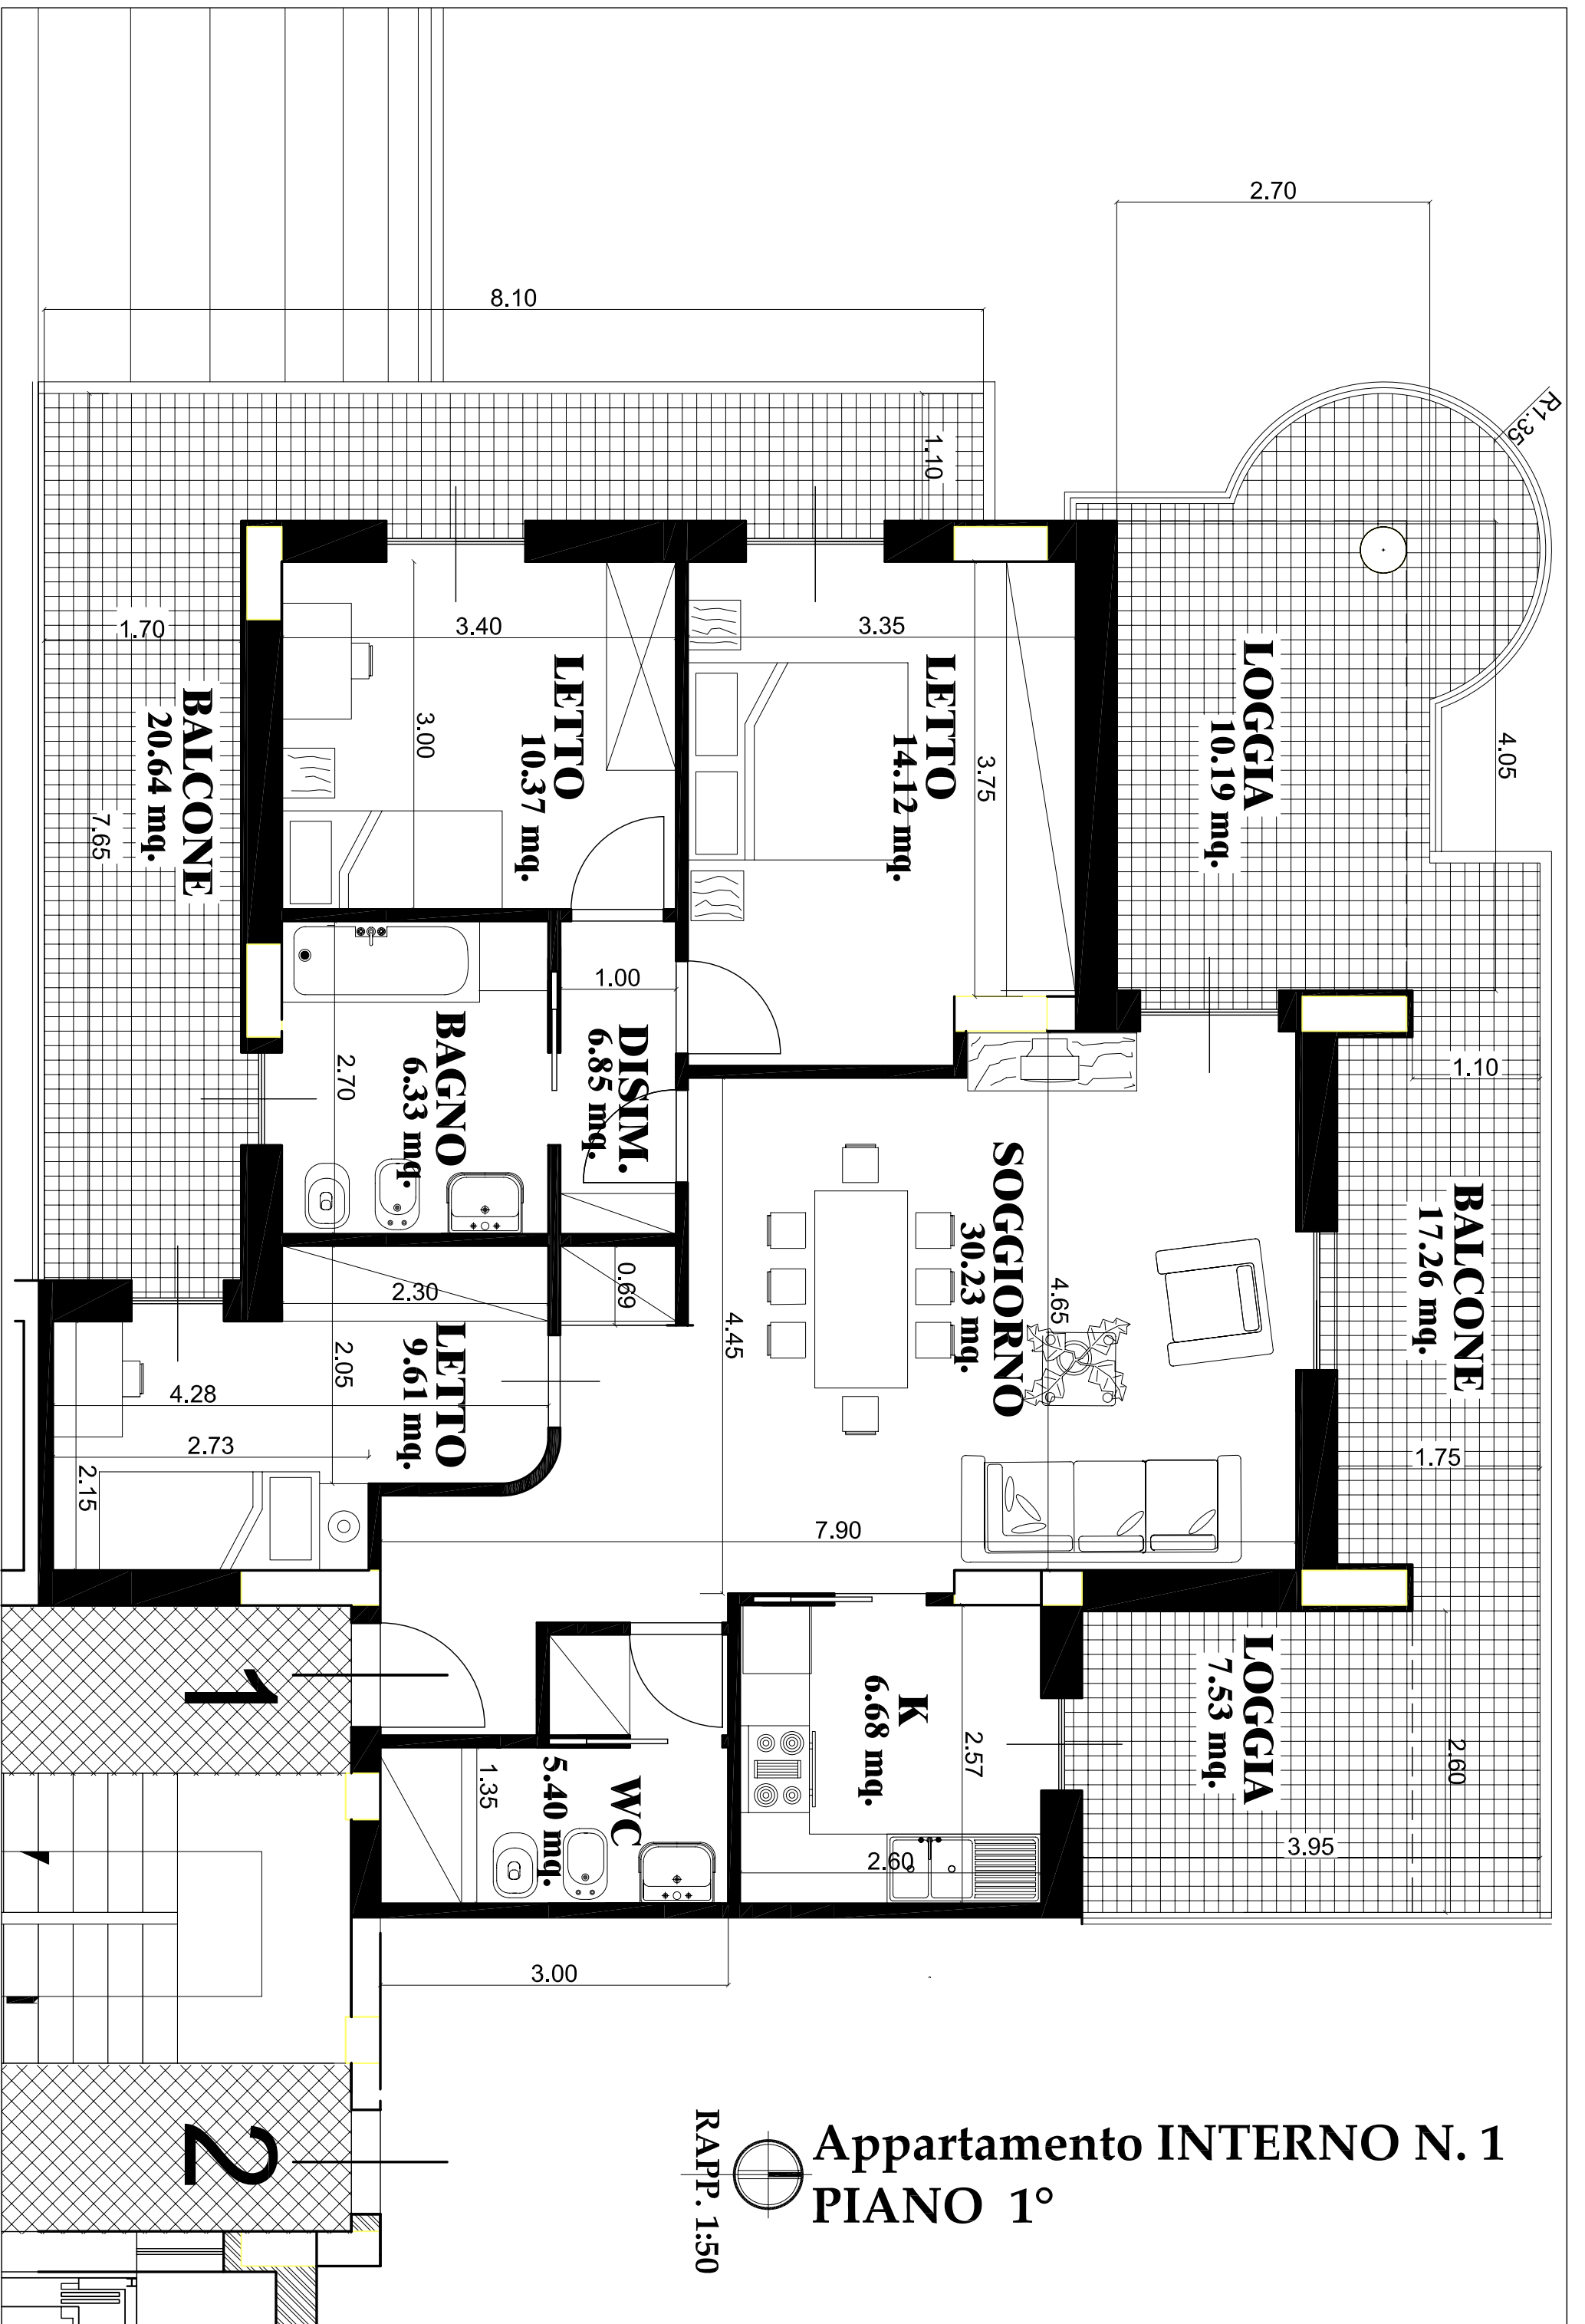 2.70
8.10
R1.35
1.10
4.05
LOGGIA
10.19 mq.
1.70
3.40
3.35
LETTO
10.37 mq.
3.00
LETTO
14.12 mq.
3.75
BALCONE
20.64 mq.
7.65
1.00
DISIM.
6.85 mq.
BAGNO
6.33 mq.
2.70
1.10
SOGGIORNO
30.23 mq.
4.65
4.45
BALCONE
17.26 mq.
1.75
2.30
0.69
LETTO
9.61 mq.
2.05
4.28
2.73
2.15
7.90
K
6.68 mq.
2.57
2.60
LOGGIA
7.53 mq.
2.60
3.95
WC
5.40 mq.
1.35
3.00
1
2
Appartamento INTERNO N. 1
PIANO 1°
RAPP. 1:50